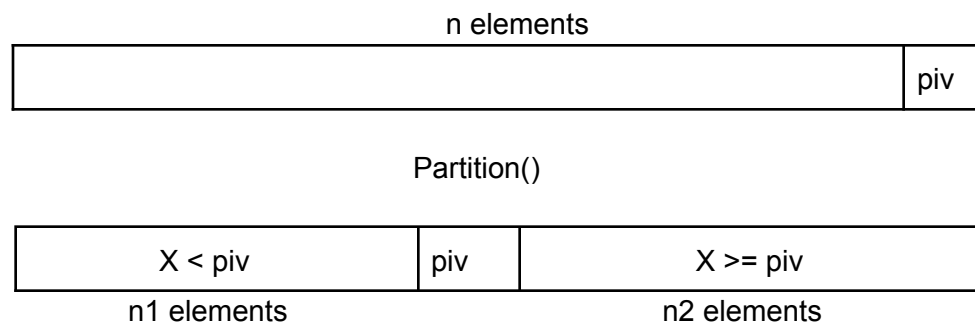 n elements
piv
Partition()
X < piv piv X >= piv
n1 elements n2 elements